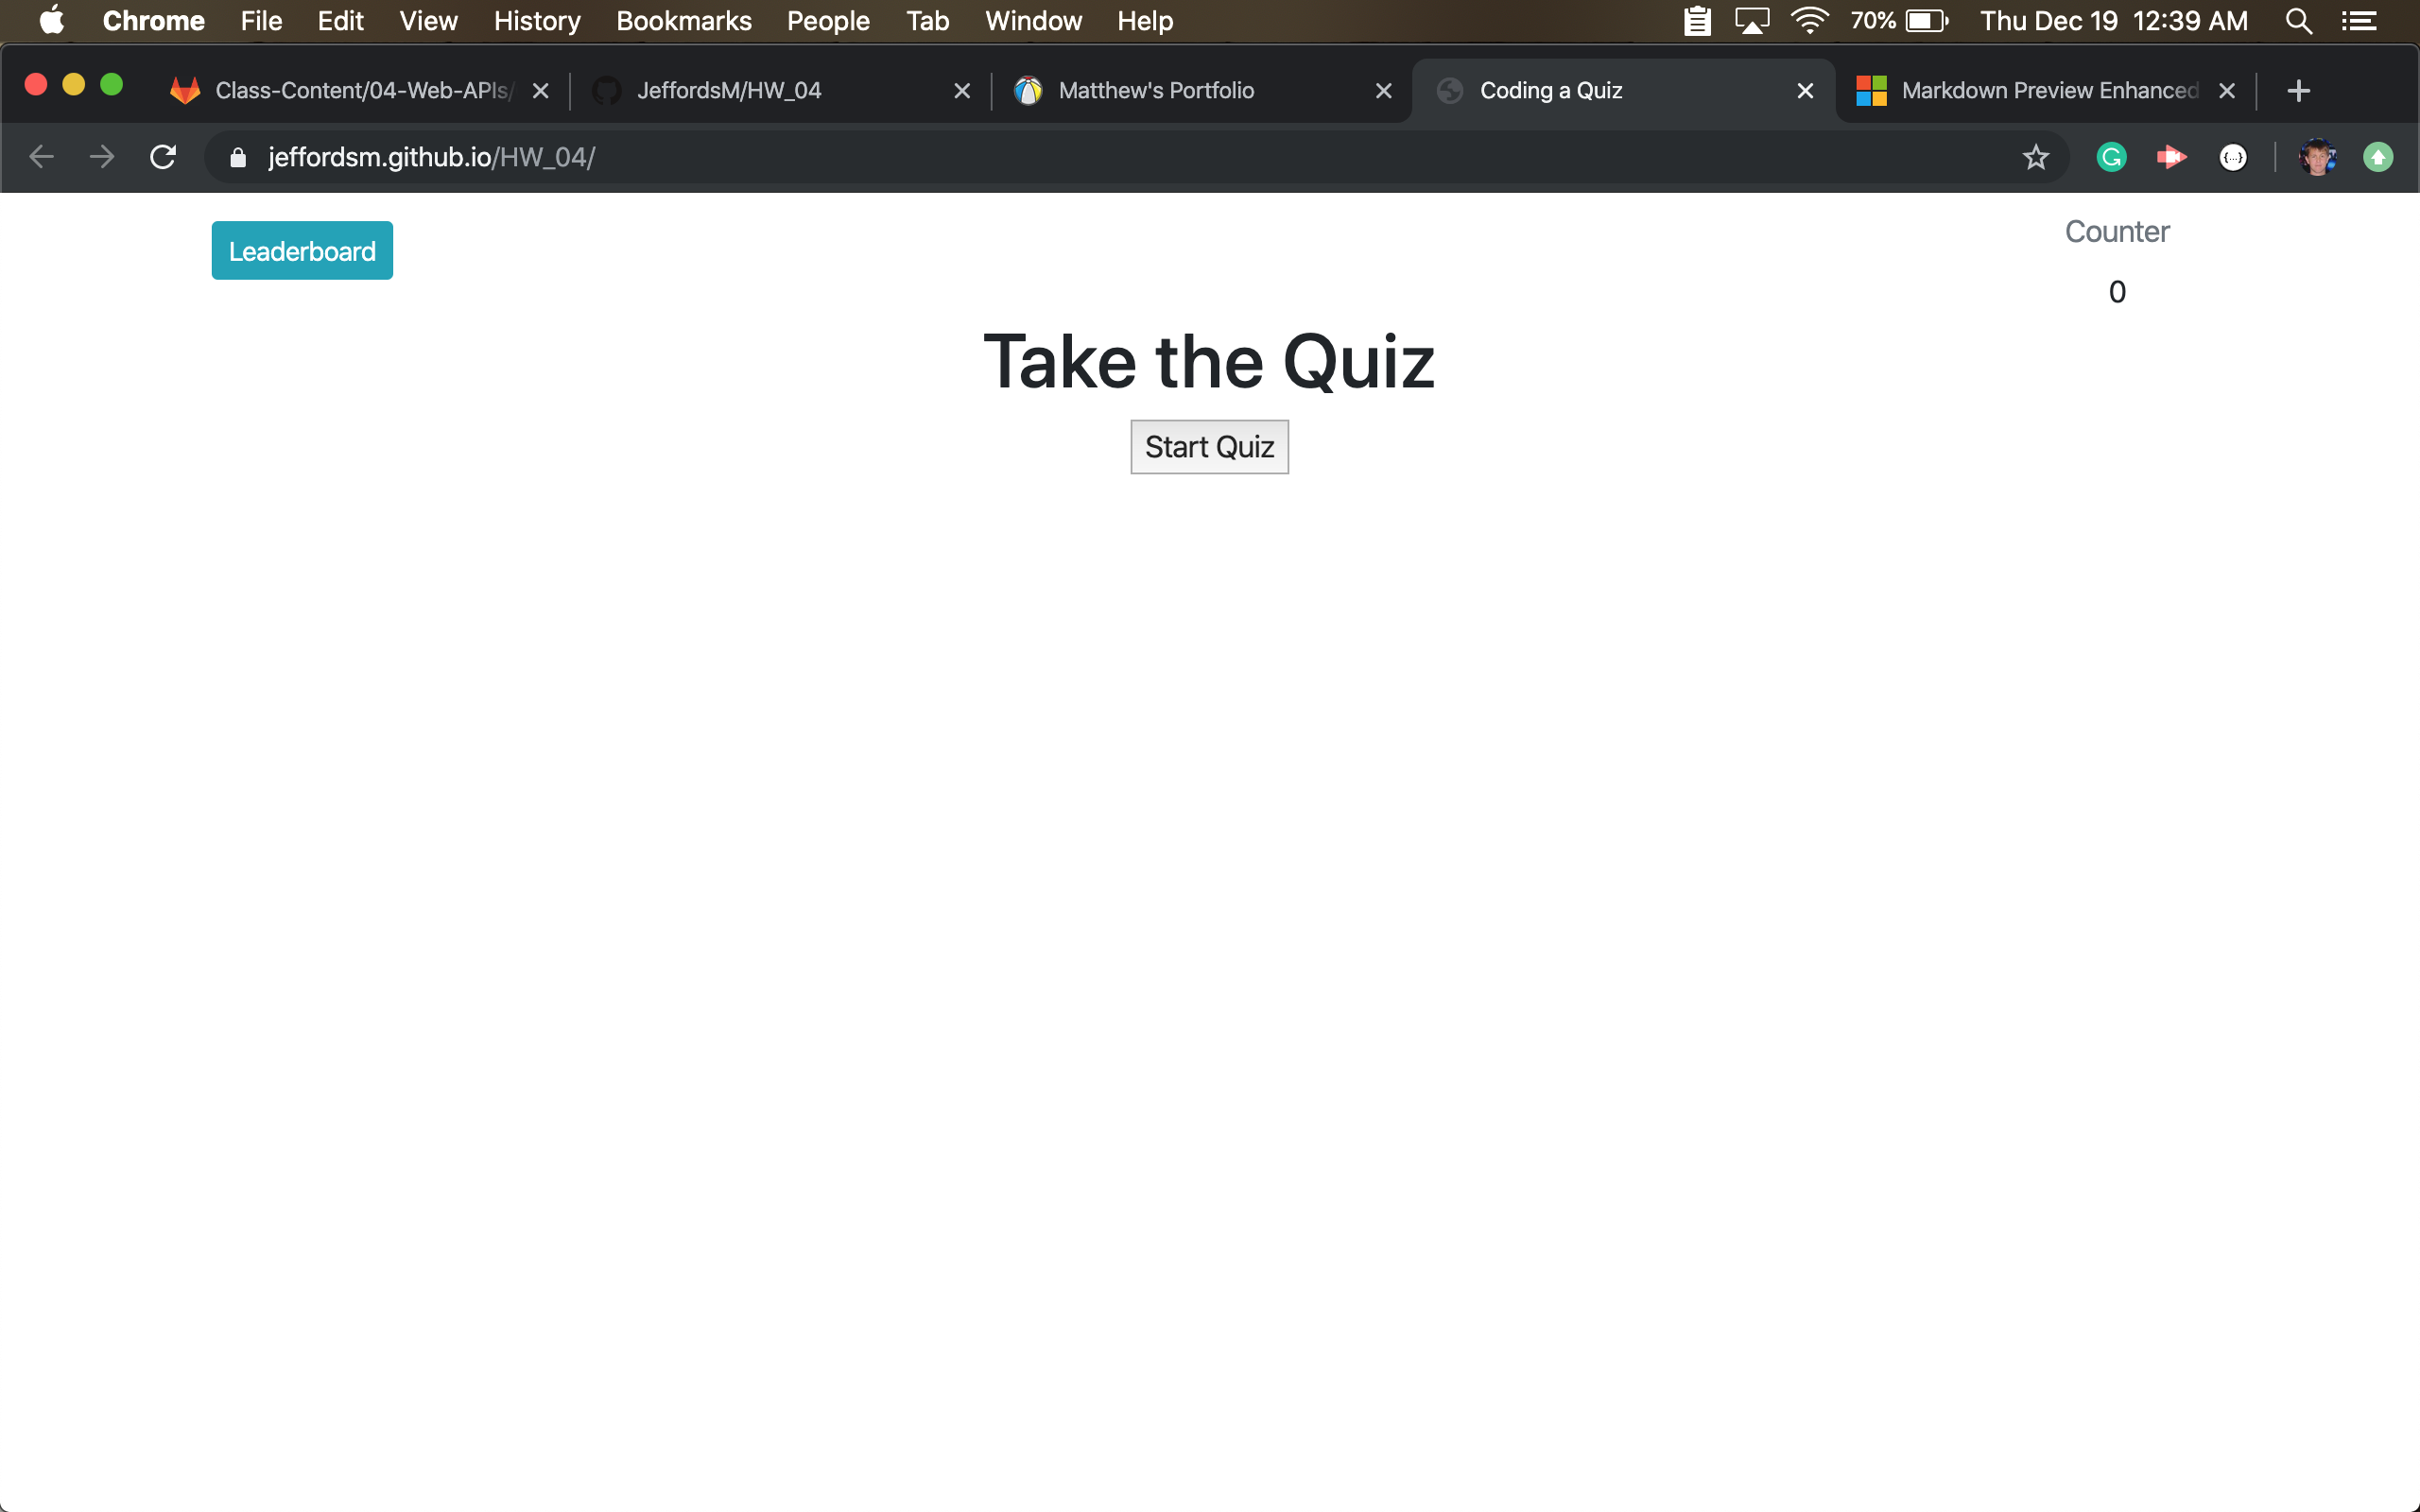 Chrome File Edit View History Bookmarks People Tab Window Help 70% Thu Dec 19 12:39 AM
Class-Content/04-Web-APIs/ JeffordsM/HW_04 Matthew's Portfolio Coding a Quiz Markdown Preview Enhanced
jeffordsm.github.io/HW_04/
Leaderboard
Counter
0
Take the Quiz
Start Quiz